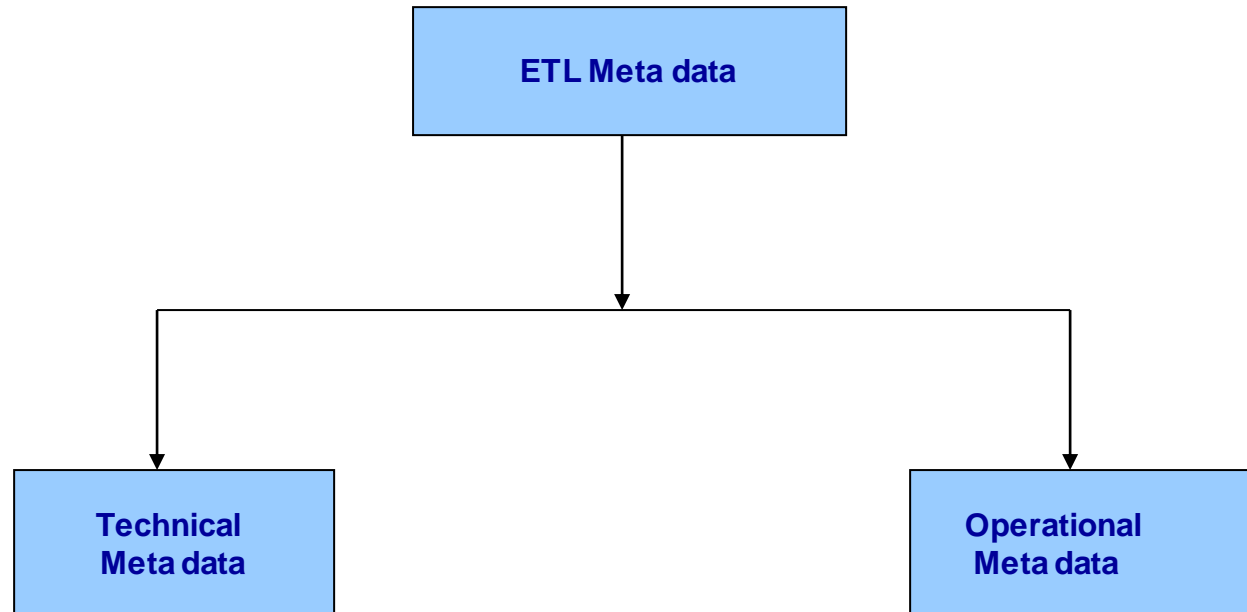 ETL Meta data
Technical
Meta data
Operational
Meta data